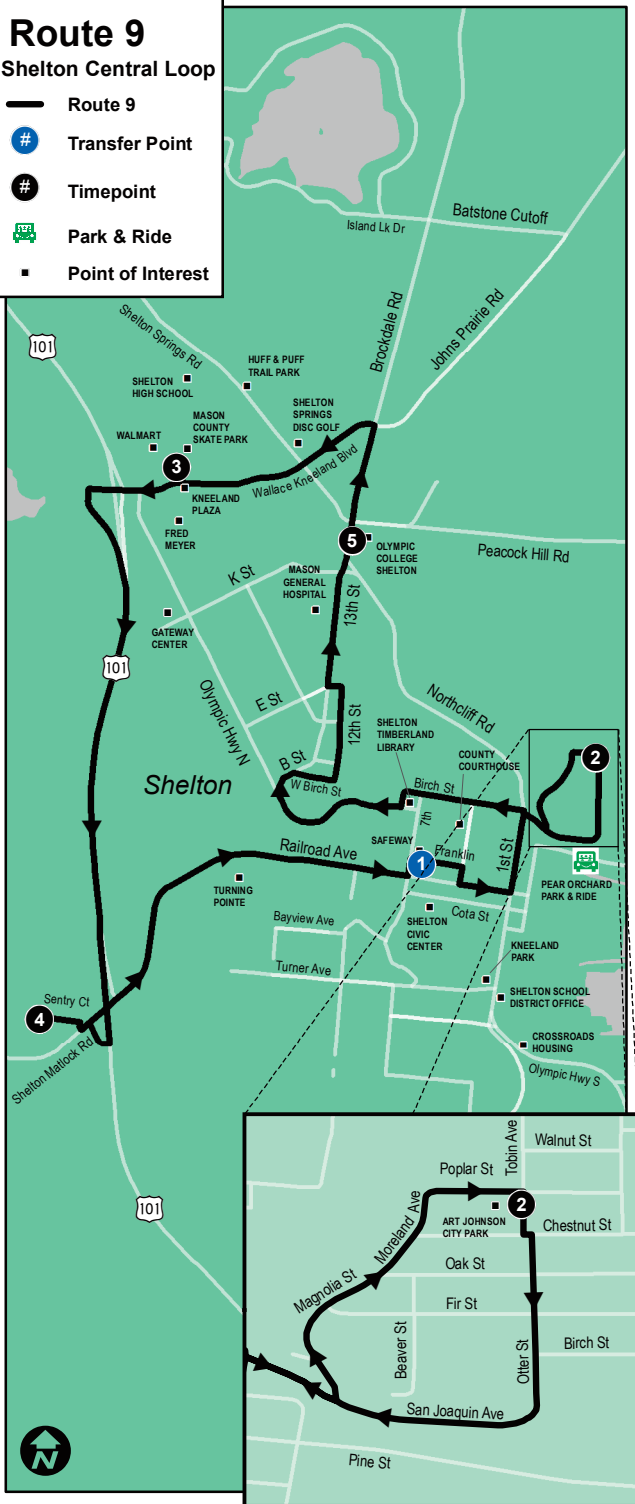 Route 9
Shelton Central Loop
Route 9
# Transfer Point
# Timepoint
Park & Ride
Point of Interest
Batstone Cutoff
Island Lk Dr
Brockdale Rd
Johns Prairie Rd
101
Shelton Springs Rd
HUFF & PUFF
TRAIL PARK
SHELTON
HIGH SCHOOL
SHELTON
SPRINGS
DISC GOLF
MASON
COUNTY
SKATE PARK
WALMART
3
Wallace Kneeland Blvd
KNEELAND
PLAZA
FRED
MEYER
5
OLYMPIC
COLLEGE
SHELTON
Peacock Hill Rd
K St
MASON
GENERAL
HOSPITAL
13th St
GATEWAY
CENTER
101
Olympic Hwy N
E St
12th St
Northcliff Rd
SHELTON
TIMBERLAND
LIBRARY
COUNTY
COURTHOUSE
2
B St
W Birch St
Birch St
Shelton
7th
1st St
SAFEWAY
Franklin
1
Railroad Ave
PEAR ORCHARD
PARK & RIDE
TURNING
POINTE
Cota St
SHELTON
CIVIC
CENTER
Bayview Ave
Turner Ave
KNEELAND
PARK
SHELTON SCHOOL
DISTRICT OFFICE
Sentry Ct
4
Shelton Matlock Rd
CROSSROADS
HOUSING
Olympic Hwy S
101
Tobin Ave
Walnut St
Poplar St
2
ART JOHNSON
CITY PARK
Chestnut St
Moreland Ave
Oak St
Magnolia St
Fir St
Beaver St
Otter St
Birch St
San Joaquin Ave
Pine St
N